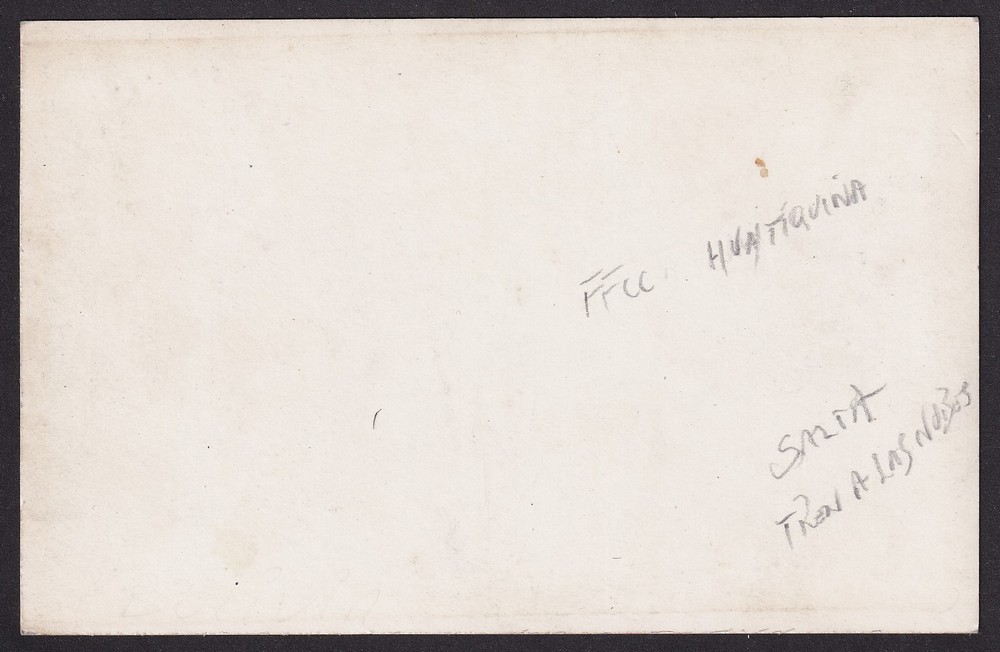 FFCC HUAYTIQUINA
SALTA
TREN A LAS NUBES